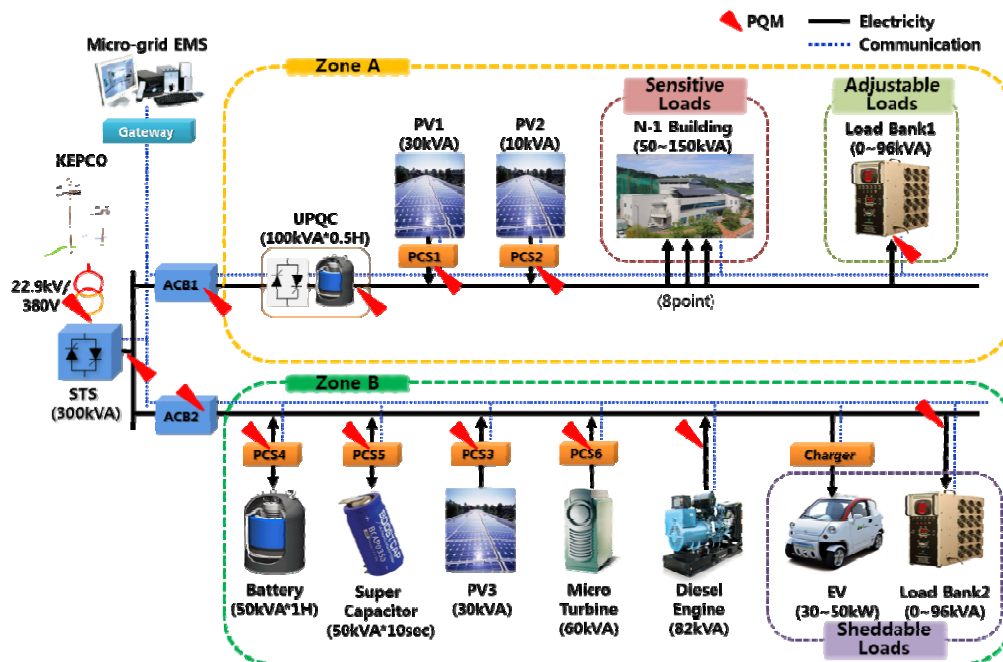 PQM
Electricity
Communication
Micro-grid EMS
Gateway
KEPCO
22.9kV/
380V
STS
(300kVA)
ACB1
ACB2
Zone A
UPQC
(100kVA*0.5H)
PV1
(30kVA)
PCS1
PV2
(10kVA)
PCS2
Sensitive
Loads
N-1 Building
(50~150kVA)
(8point)
Adjustable
Loads
Load Bank1
(0~96kVA)
Zone B
PCS4
PCS5
PCS3
PCS6
Charger
Battery
(50kVA*1H)
Super
Capacitor
(50kVA*10sec)
PV3
(30kVA)
Micro
Turbine
(60kVA)
Diesel
Engine
(82kVA)
EV
(30~50kW)
Load Bank2
(0~96kVA)
Sheddable
Loads